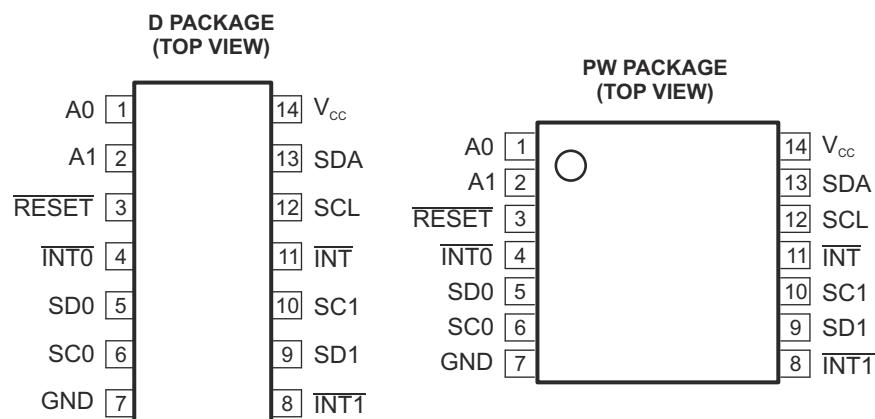 D PACKAGE
(TOP VIEW)
A0 1 14 VCC
A1 2 13 SDA
RESET 3 12 SCL
INT0 4 11 INT
SD0 5 10 SC1
SC0 6 9 SD1
GND 7 8 INT1
PW PACKAGE
(TOP VIEW)
A0 1 14 VCC
A1 2 13 SDA
RESET 3 12 SCL
INT0 4 11 INT
SD0 5 10 SC1
SC0 6 9 SD1
GND 7 8 INT1